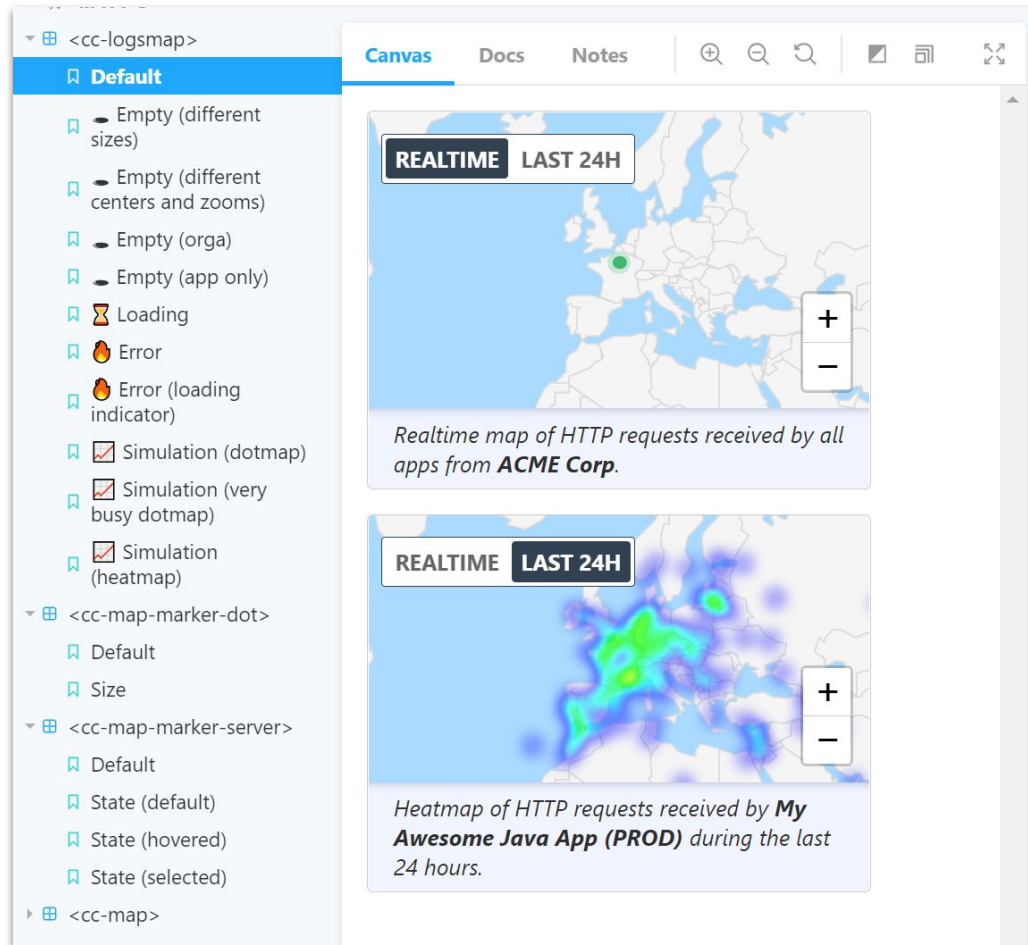 <cc-logsmap>
Default
Empty (different
sizes)
Empty (different
centers and zooms)
Empty (orga)
Empty (app only)
Loading
Error
Error (loading
indicator)
Simulation (dotmap)
Simulation (very
busy dotmap)
Simulation
(heatmap)
<cc-map-marker-dot>
Default
Size
<cc-map-marker-server>
Default
State (default)
State (hovered)
State (selected)
<cc-map>
Canvas Docs Notes
REALTIME LAST 24H
+
−
Realtime map of HTTP requests received by all
apps from ACME Corp.
REALTIME LAST 24H
+
−
Heatmap of HTTP requests received by My
Awesome Java App (PROD) during the last
24 hours.